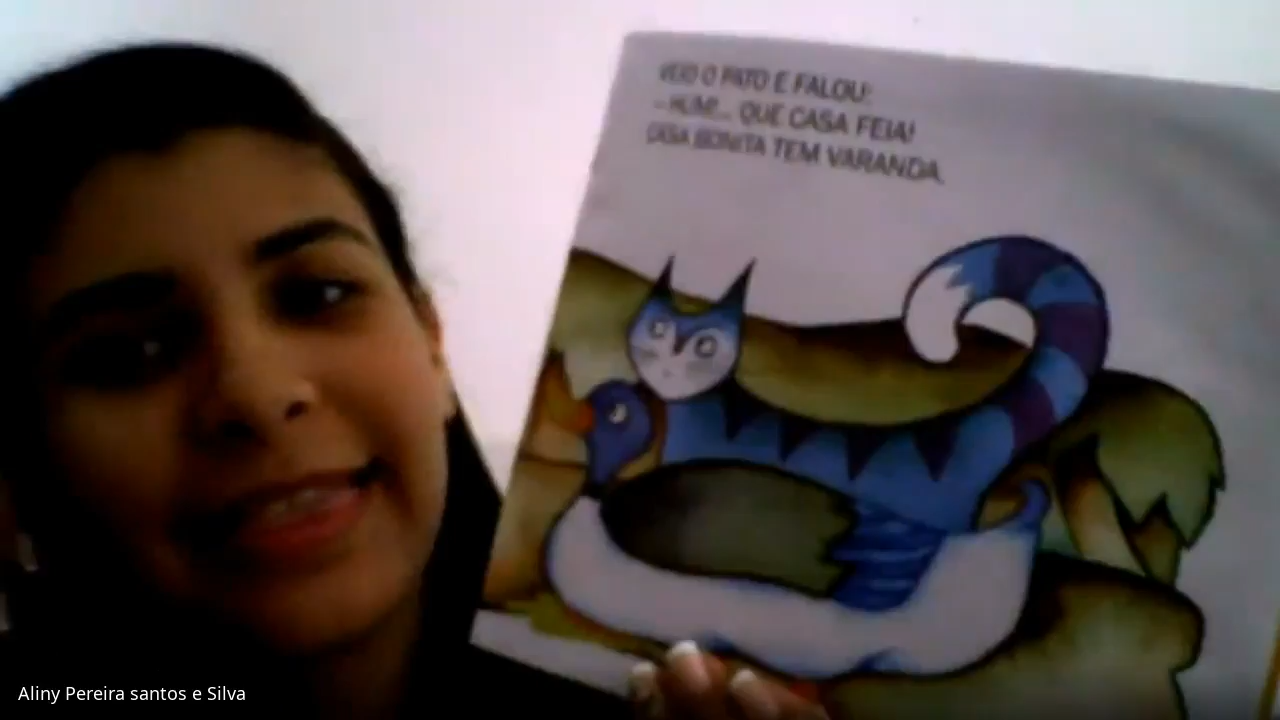 VEIO O PATO E FALOU:
– HUM!... QUE CASA FEIA!
CASA BONITA TEM VARANDA.
Aliny Pereira santos e Silva